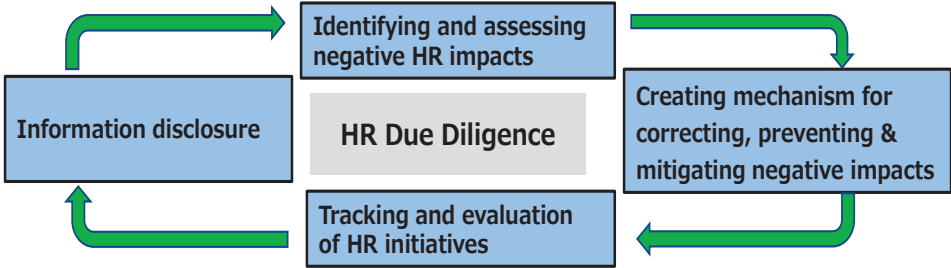 Identifying and assessing
negative HR impacts
Information disclosure
HR Due Diligence
Creating mechanism for
correcting, preventing &
mitigating negative impacts
Tracking and evaluation
of HR initiatives